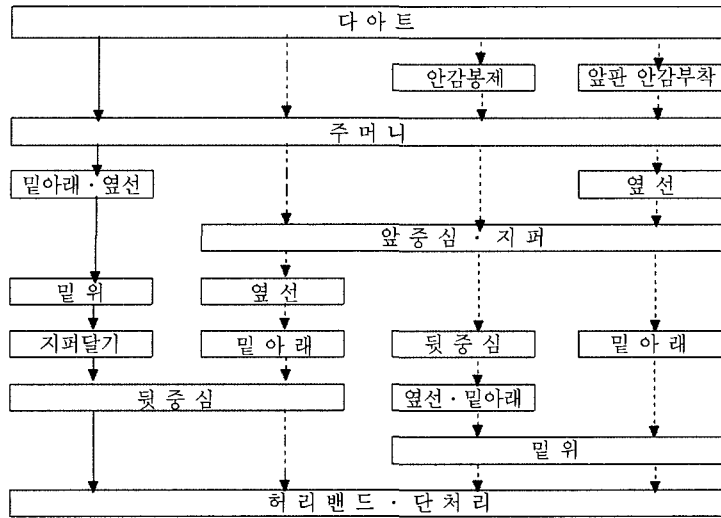 다 아 트
안감봉제 앞판 안감부착
주 머 니
밑아래 · 옆선 옆 선
앞 중 심 · 지 퍼
밑 위 옆 선
지퍼달기 밑 아 래 뒷 중 심 밑 아 래
뒷 중 심 옆선 · 밑아래
밑 위
허 리 밴 드 · 단 처 리